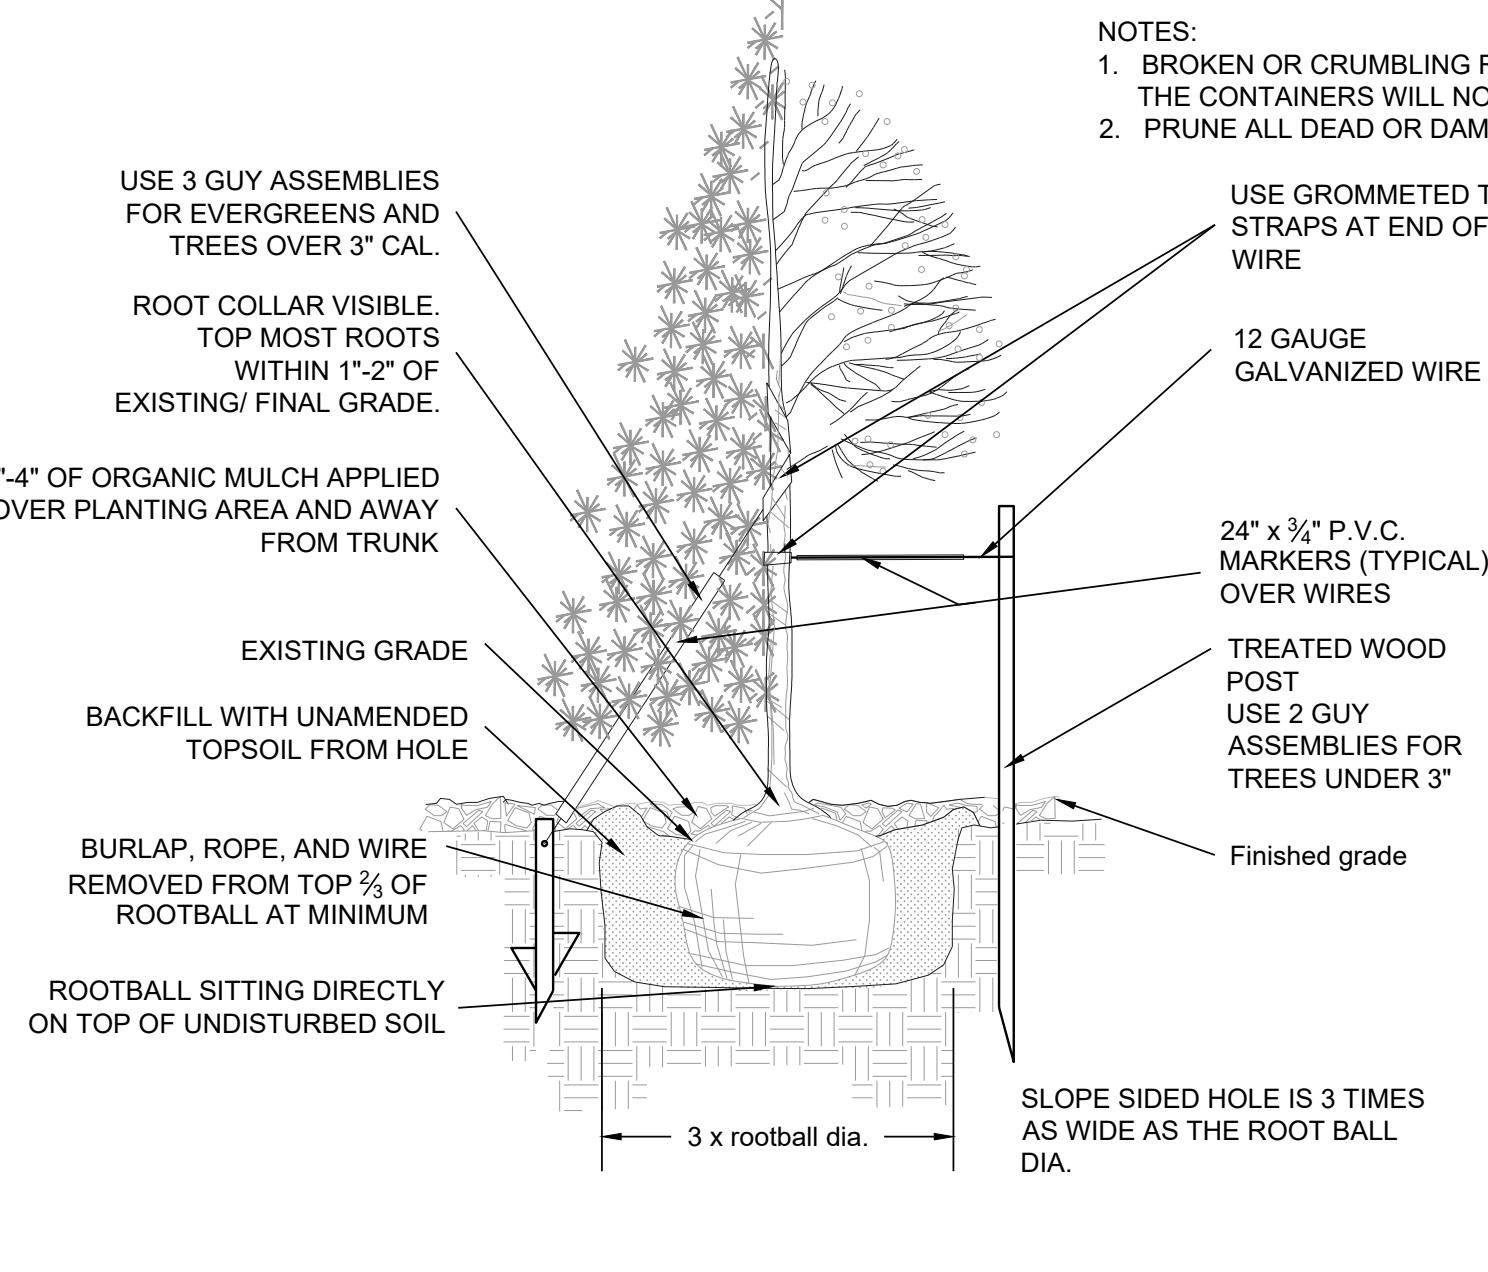 NOTES:
1. BROKEN OR CRUMBLING
THE CONTAINERS WILL
2. PRUNE ALL DEAD OR
USE 3 GUY ASSEMBLIES
FOR EVERGREENS AND
TREES OVER 3" CAL.
ROOT COLLAR VISIBLE.
TOP MOST ROOTS
WITHIN 1"-2" OF
EXISTING/ FINAL GRADE.
"-4" OF ORGANIC MULCH APPLIED
OVER PLANTING AREA AND AWAY
FROM TRUNK
EXISTING GRADE
BACKFILL WITH UNAMENDED
TOPSOIL FROM HOLE
BURLAP, ROPE, AND WIRE
REMOVED FROM TOP ⅔ OF
ROOTBALL AT MINIMUM
ROOTBALL SITTING DIRECTLY
ON TOP OF UNDISTURBED SOIL
USE GROMMETED
STRAPS AT END OF
WIRE
12 GAUGE
GALVANIZED WIRE
24" x ¾" P.V.C.
MARKERS (TYPICAL)
OVER WIRES
TREATED WOOD
POST
USE 2 GUY
ASSEMBLIES FOR
TREES UNDER 3"
Finished grade
SLOPE SIDED HOLE IS 3 TIMES
AS WIDE AS THE ROOT BALL
DIA.
3 x rootball dia.